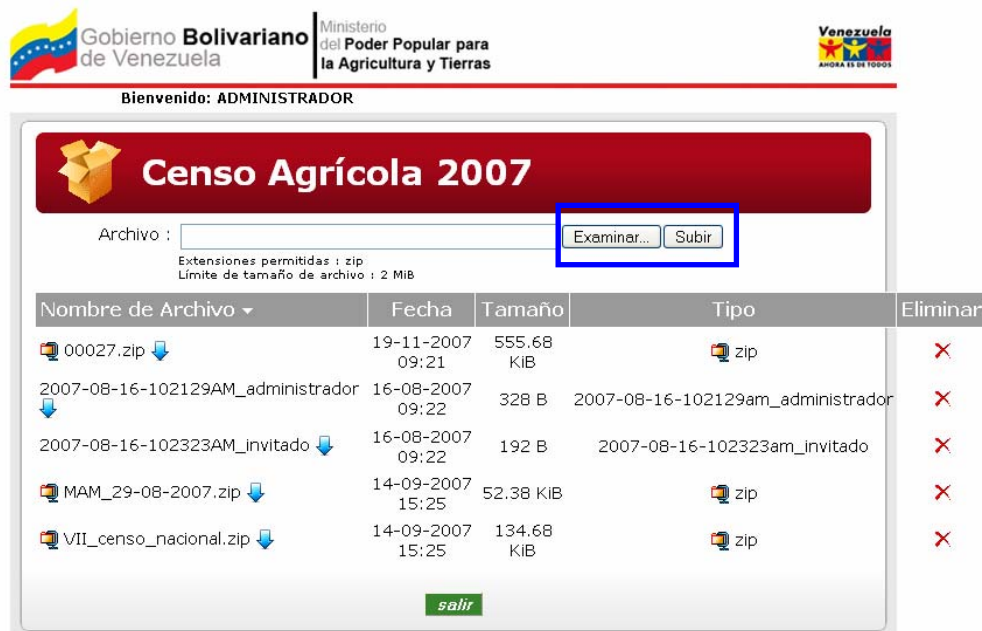 Gobierno Bolivariano
de Venezuela
Ministerio
del Poder Popular para
la Agricultura y Tierras
Venezuela
AHORA ES DE TODOS
Bienvenido: ADMINISTRADOR
Censo Agrícola 2007
Archivo : Examinar... Subir
Extensiones permitidas : zip
Límite de tamaño de archivo : 2 MiB
Nombre de Archivo Fecha Tamaño Tipo Eliminar
00027.zip 19-11-2007 09:21 555.68 KiB zip
2007-08-16-102129AM_administrador 16-08-2007 09:22 328 B 2007-08-16-102129am_administrador
2007-08-16-102323AM_invitado 16-08-2007 09:22 192 B 2007-08-16-102323am_invitado
MAM_29-08-2007.zip 14-09-2007 15:25 52.38 KiB zip
VII_censo_nacional.zip 14-09-2007 15:25 134.68 KiB zip
salir